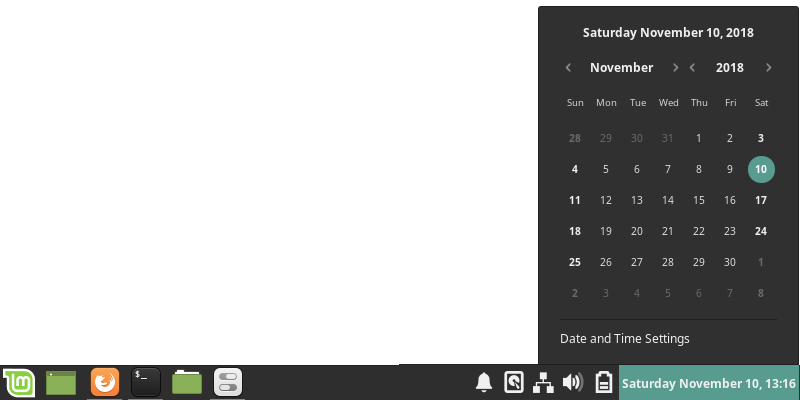 Saturday November 10, 2018
November 2018
Sun Mon Tue Wed Thu Fri Sat
28 29 30 31 1 2 3
4 5 6 7 8 9 10
11 12 13 14 15 16 17
18 19 20 21 22 23 24
25 26 27 28 29 30 1
2 3 4 5 6 7 8
Date and Time Settings
$_
Saturday November 10, 13:16